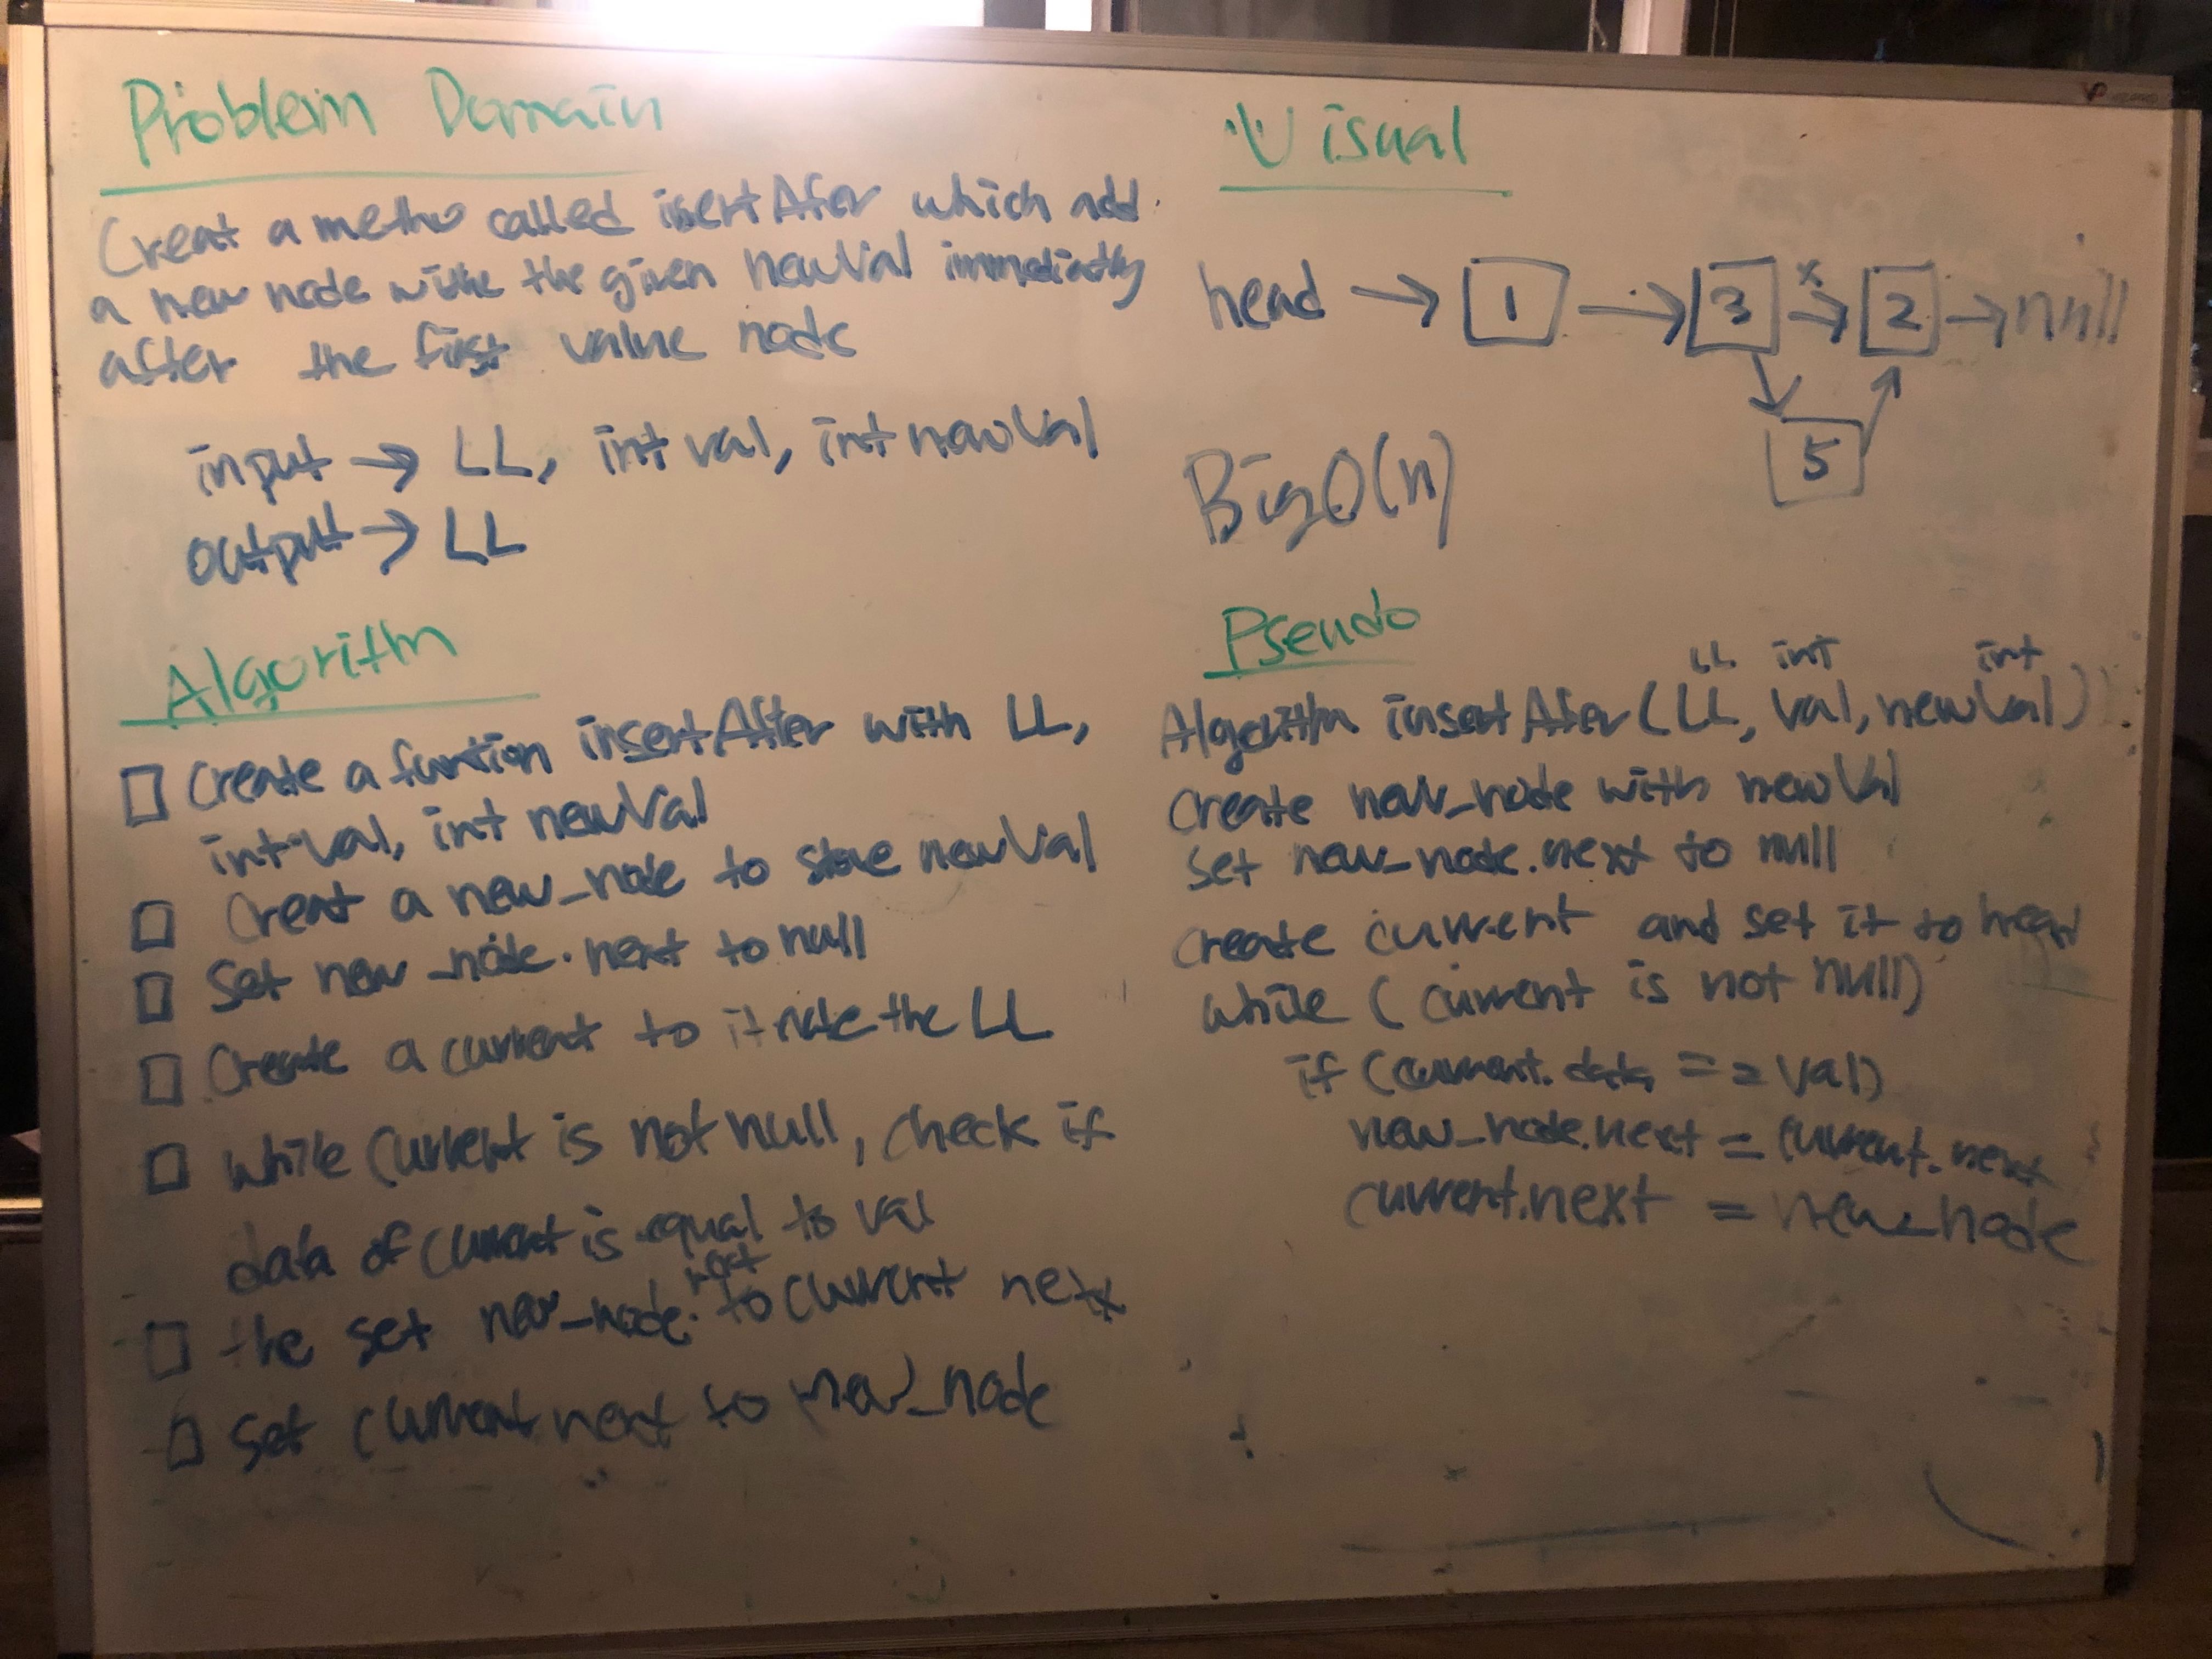 Problem Domain
Creat a metho called isertAfer which add
a new node withe the given newVal immediatly
after the first value node
input → LL, int val, int newVal
output → LL
Algorithm
Create a funtion insertAfter with LL,
int val, int newVal
Creat a new_node to store newVal
Set new_node.next to null
Create a current to itrate the LL
while current is not null, check if
data of current is equal to val
the set new_node.next to current next
Set current next to new_node
Visual
head → 1 → 3 x→ 2 → null
5
Big O(n)
Pseudo
LL int int
Algorithm insertAfer(LL, val, newVal)
Create new_node with newVal
set new_node.next to null
create current and set it to head
while (current is not null)
if (current.data == val)
new_node.next = current.next
current.next = new_node